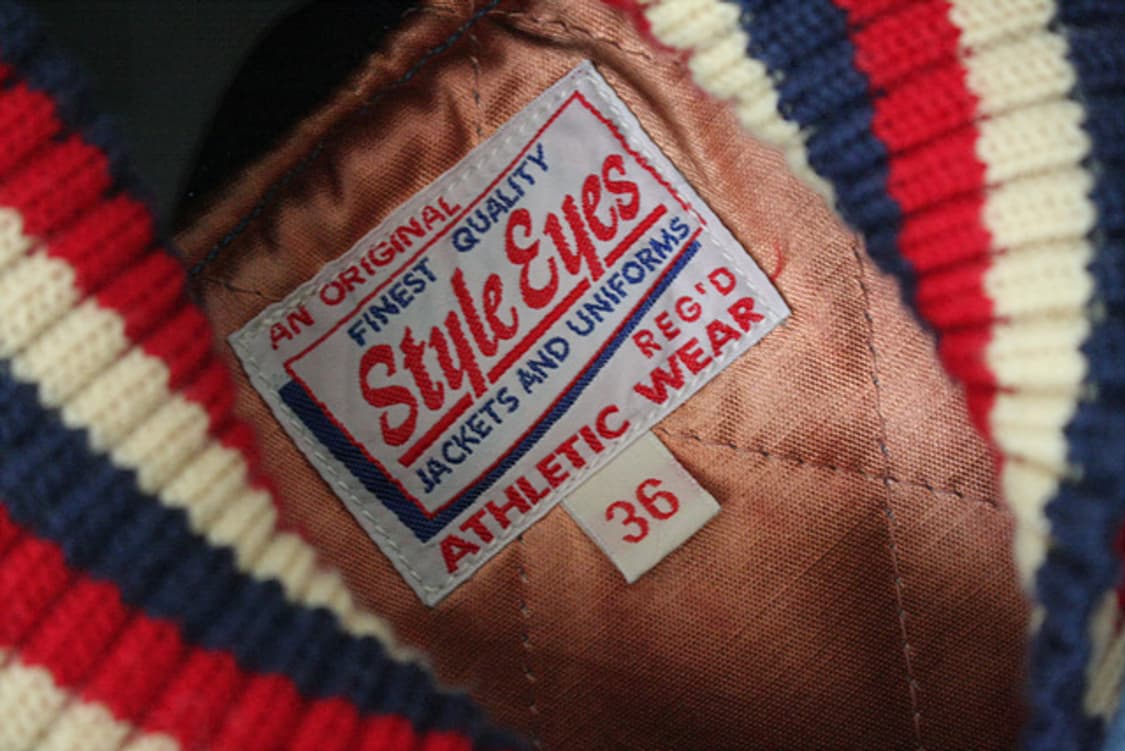 AN ORIGINAL
FINEST QUALITY
Style Eyes
JACKETS AND UNIFORMS
REG'D
ATHLETIC WEAR
36